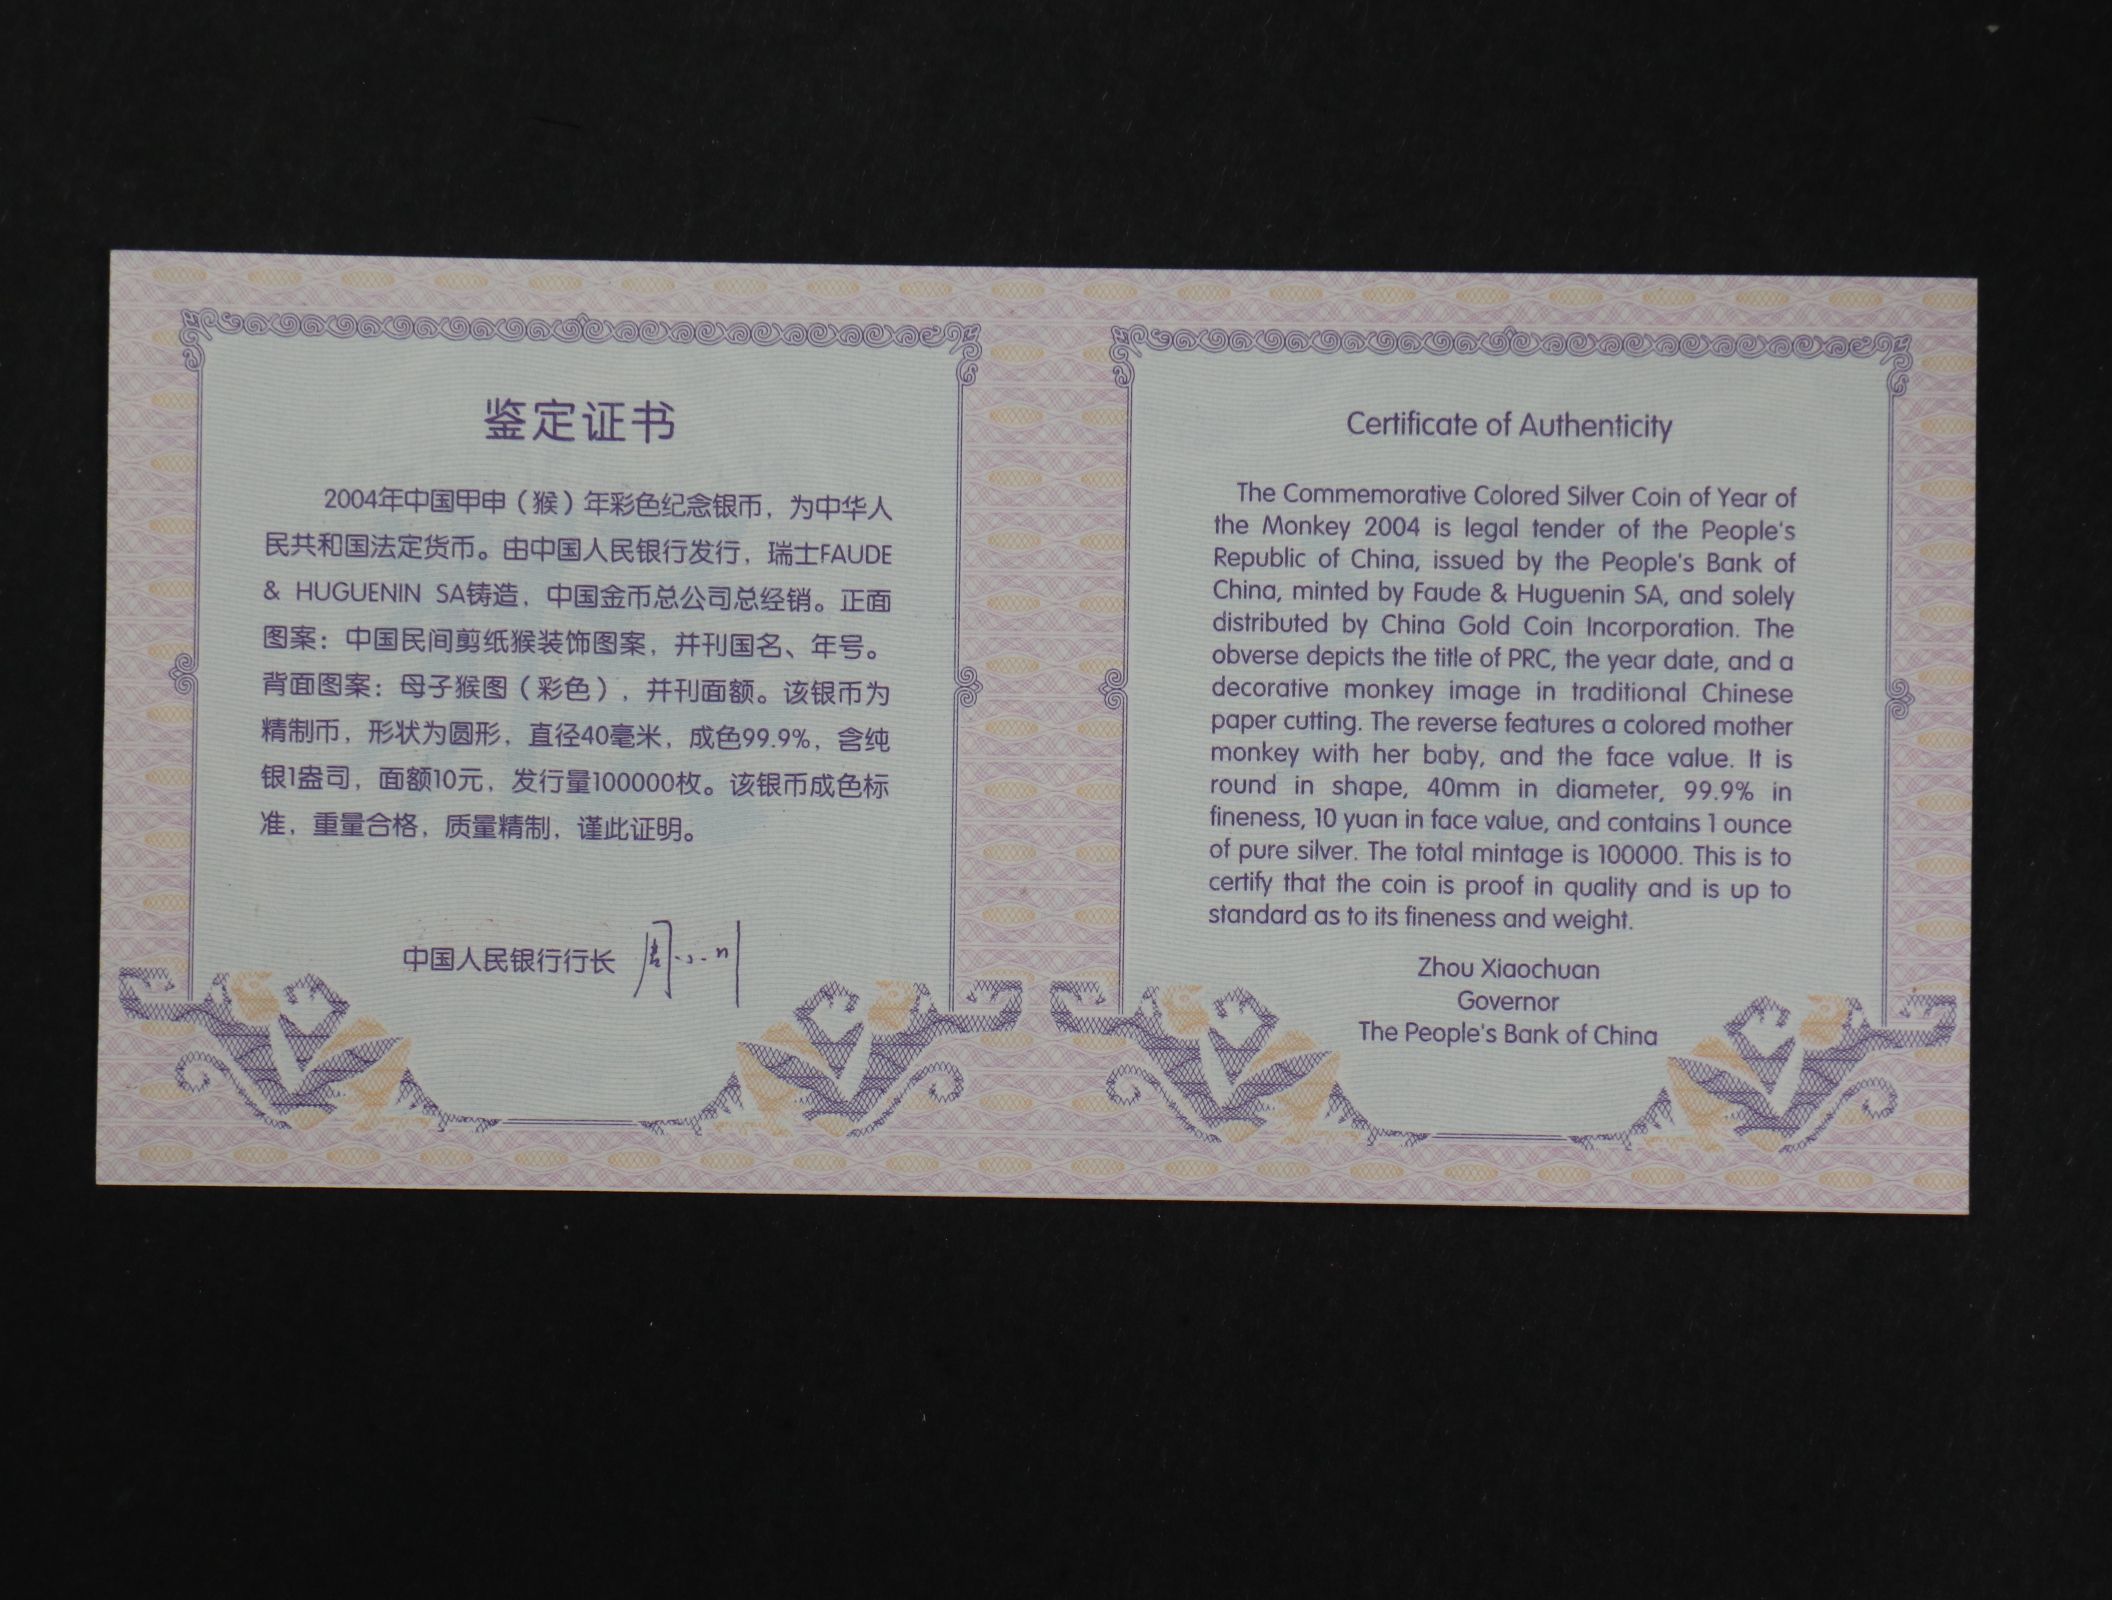 鉴定证书
2004年中国甲申（猴）年彩色纪念银币，为中华人
民共和国法定货币。由中国人民银行发行，瑞士FAUDE
& HUGUENIN SA铸造，中国金币总公司总经销。正面
图案：中国民间剪纸猴装饰图案，并刊国名、年号。
背面图案：母子猴图（彩色），并刊面额。该银币为
精制币，形状为圆形，直径40毫米，成色99.9%，含纯
银1盎司，面额10元，发行量100000枚。该银币成色标
准，重量合格，质量精制，谨此证明。
中国人民银行行长 周小川
Certificate of Authenticity
The Commemorative Colored Silver Coin of Year of
the Monkey 2004 is legal tender of the People's
Republic of China, issued by the People's Bank of
China, minted by Faude & Huguenin SA, and solely
distributed by China Gold Coin Incorporation. The
obverse depicts the title of PRC, the year date, and a
decorative monkey image in traditional Chinese
paper cutting. The reverse features a colored mother
monkey with her baby, and the face value. It is
round in shape, 40mm in diameter, 99.9% in
fineness, 10 yuan in face value, and contains 1 ounce
of pure silver. The total mintage is 100000. This is to
certify that the coin is proof in quality and is up to
standard as to its fineness and weight.
Zhou Xiaochuan
Governor
The People's Bank of China